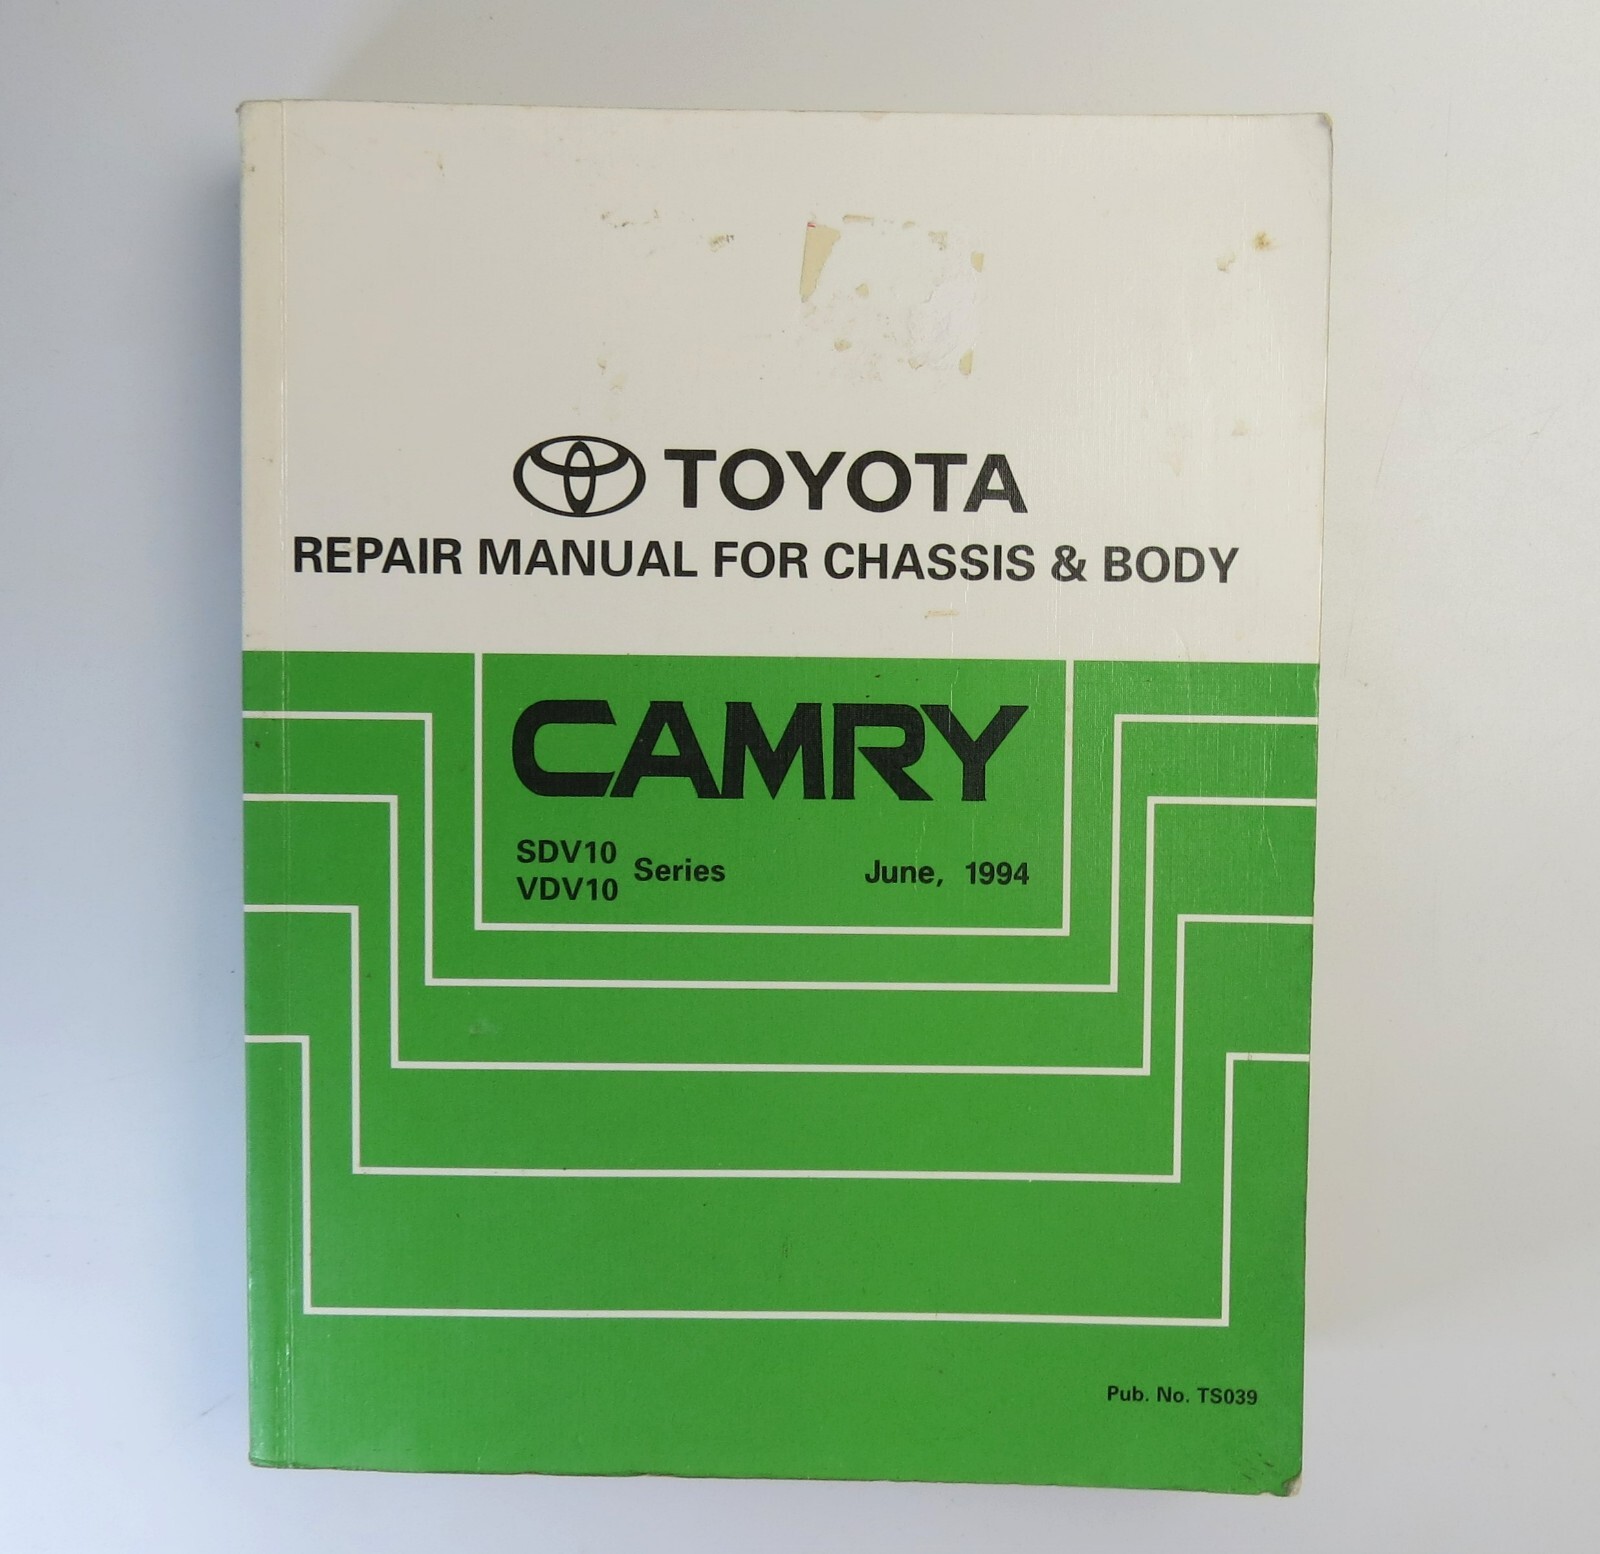 TOYOTA
REPAIR MANUAL FOR CHASSIS & BODY
CAMRY
SDV10
VDV10
Series
June, 1994
Pub. No. TS039